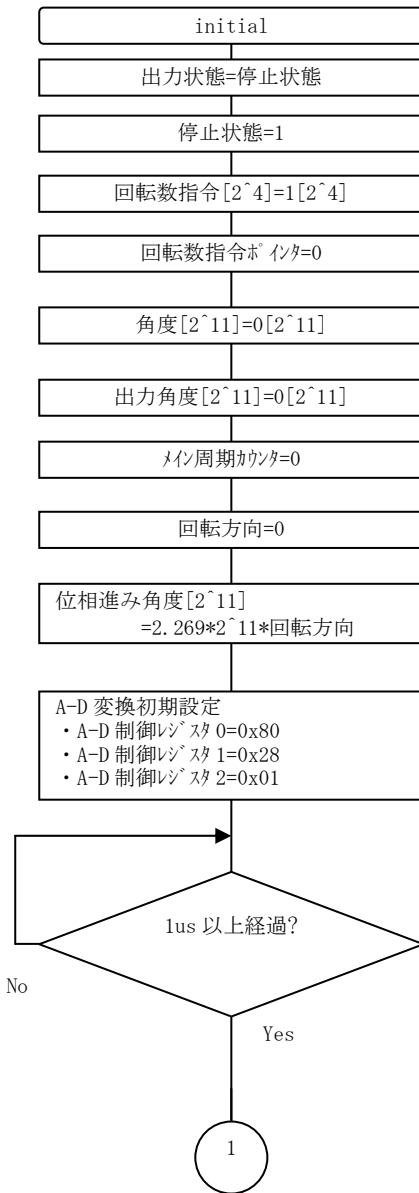 initial
出力状態=停止状態
停止状態=1
回転数指令[2^4]=1[2^4]
回転数指令ﾎﾟｲﾝﾀ=0
角度[2^11]=0[2^11]
出力角度[2^11]=0[2^11]
ﾒｲﾝ周期ｶｳﾝﾀ=0
回転方向=0
位相進み角度[2^11]
=2.269*2^11*回転方向
A-D 変換初期設定
・A-D 制御ﾚｼﾞｽﾀ 0=0x80
・A-D 制御ﾚｼﾞｽﾀ 1=0x28
・A-D 制御ﾚｼﾞｽﾀ 2=0x01
1us 以上経過?
No
Yes
1